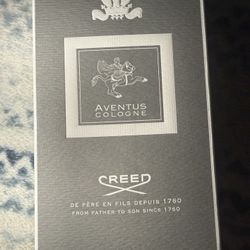 AVENTUS
COLOGNE
CREED
DE PÈRE EN FILS DEPUIS 1760
FROM FATHER TO SON SINCE 1760